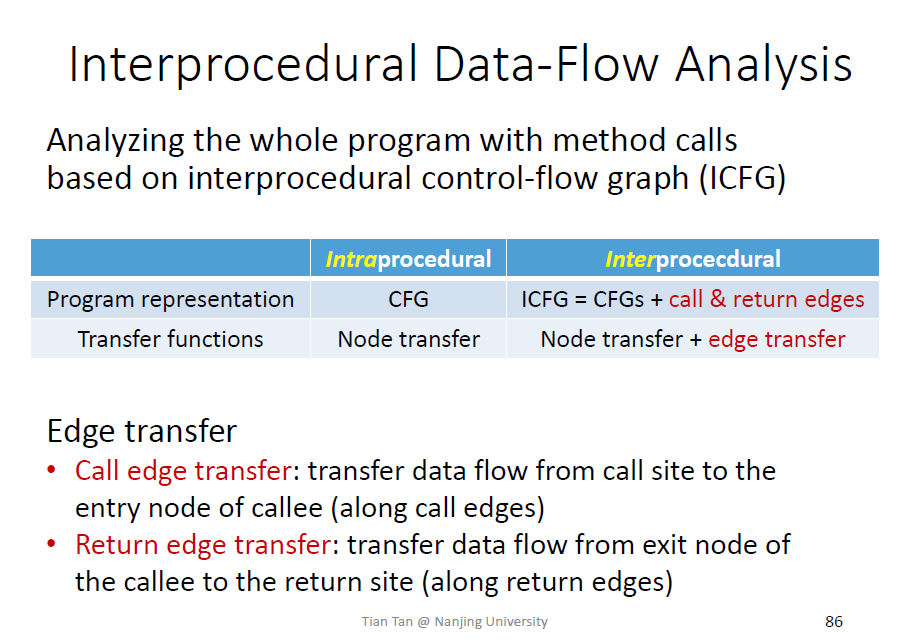 Interprocedural Data-Flow Analysis
Analyzing the whole program with method calls
based on interprocedural control-flow graph (ICFG)
Intraprocedural Interprocecdural
Program representation CFG ICFG = CFGs + call & return edges
Transfer functions Node transfer Node transfer + edge transfer
Edge transfer
• Call edge transfer: transfer data flow from call site to the
entry node of callee (along call edges)
• Return edge transfer: transfer data flow from exit node of
the callee to the return site (along return edges)
Tian Tan @ Nanjing University 86